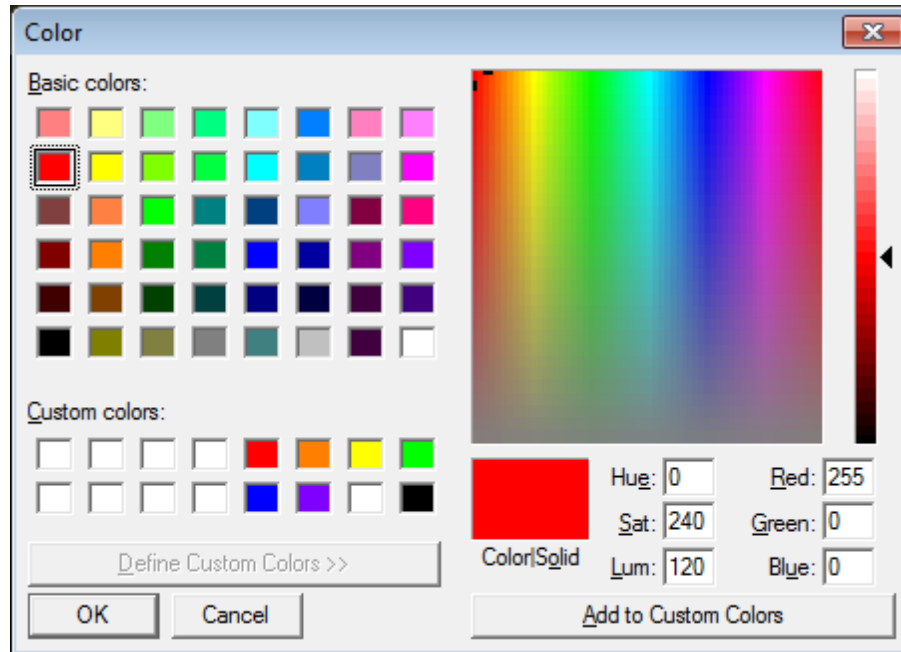 Color
Basic colors:
Custom colors:
Define Custom Colors >>
OK
Cancel
Color|Solid
Hue: 0
Red: 255
Sat: 240
Green: 0
Lum: 120
Blue: 0
Add to Custom Colors